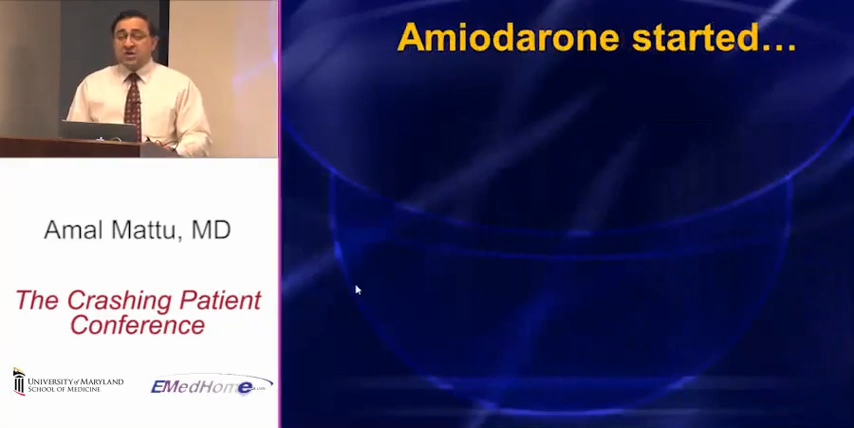 Amiodarone started...
Amal Mattu, MD
The Crashing Patient
Conference
UNIVERSITY of MARYLAND
SCHOOL OF MEDICINE
EMedHome